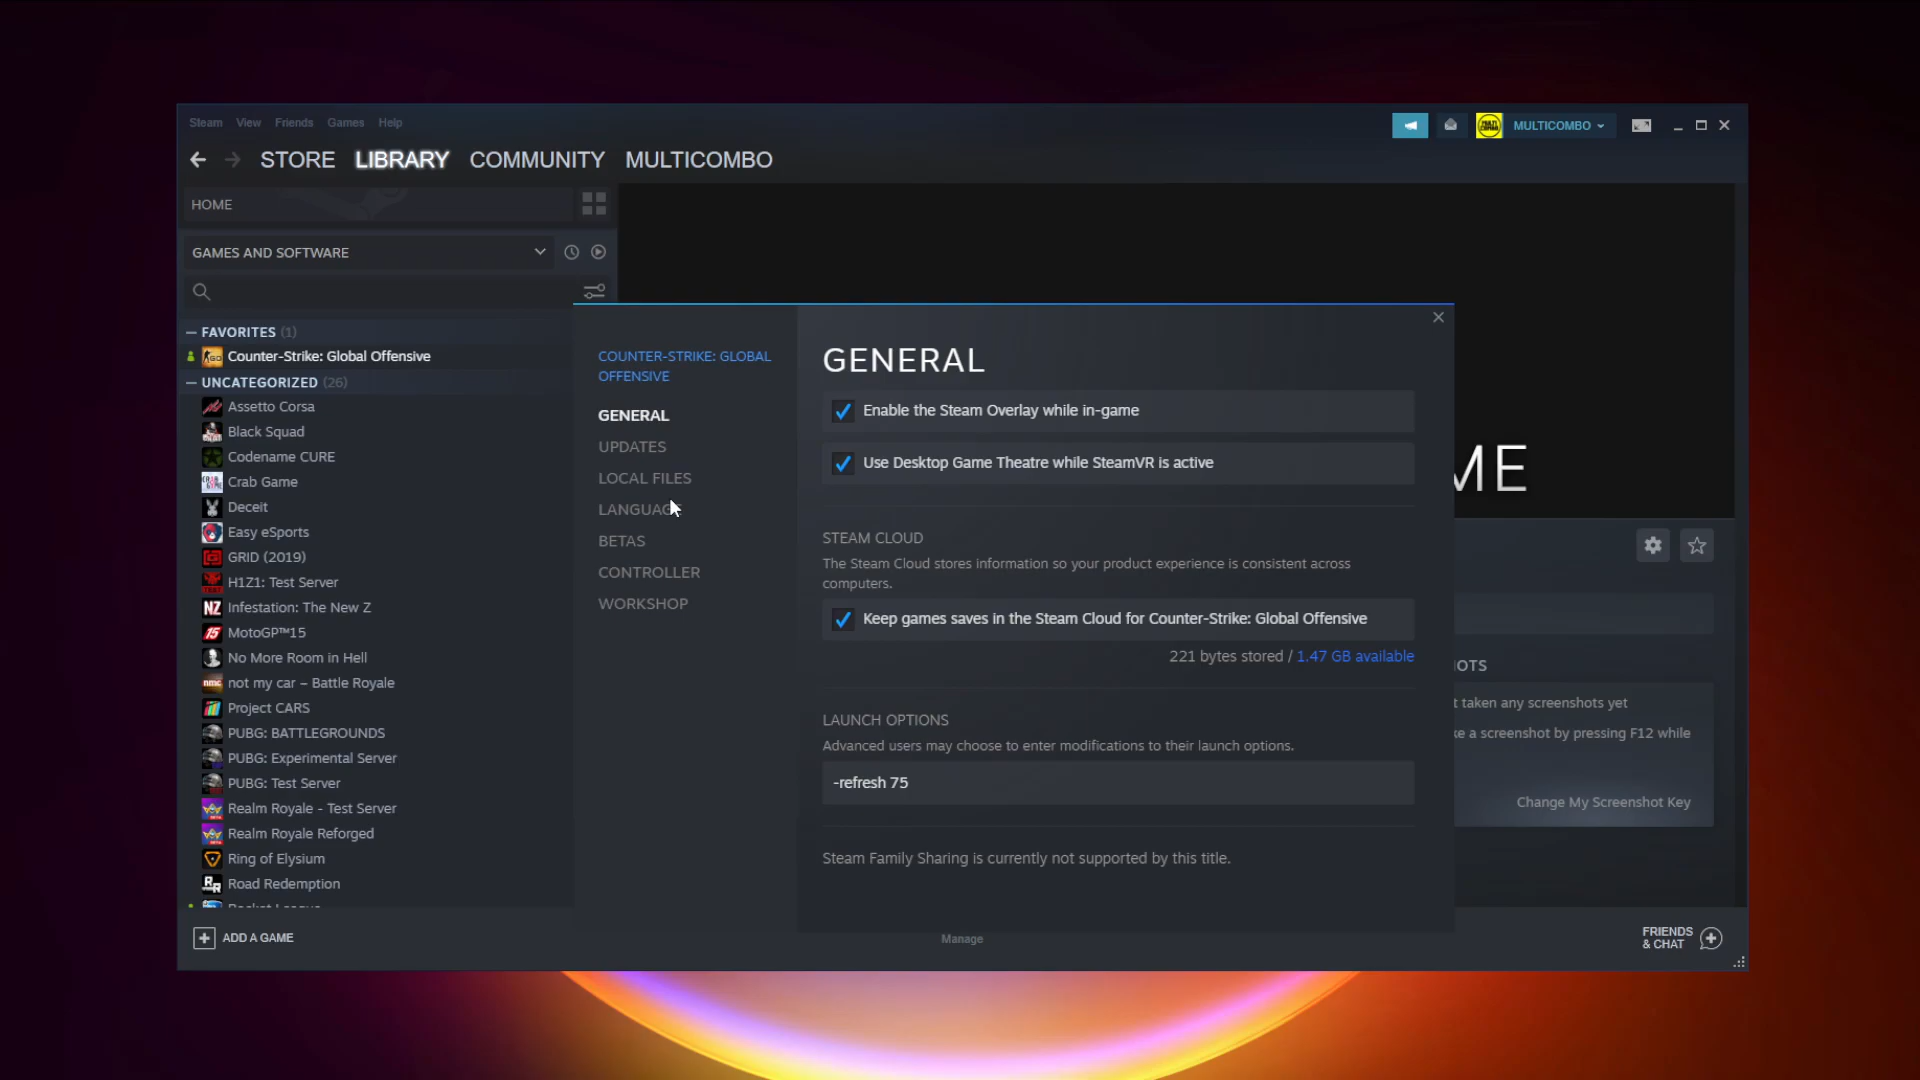 Steam View Friends Games Help
MULTICOMBO
STORE LIBRARY COMMUNITY MULTICOMBO
HOME
GAMES AND SOFTWARE
FAVORITES (1)
Counter-Strike: Global Offensive
UNCATEGORIZED (26)
Assetto Corsa
Black Squad
Codename CURE
Crab Game
Deceit
Easy eSports
GRID (2019)
H1Z1: Test Server
Infestation: The New Z
MotoGP™15
No More Room in Hell
not my car – Battle Royale
Project CARS
PUBG: BATTLEGROUNDS
PUBG: Experimental Server
PUBG: Test Server
Realm Royale - Test Server
Realm Royale Reforged
Ring of Elysium
Road Redemption
ADD A GAME
COUNTER-STRIKE: GLOBAL
OFFENSIVE
GENERAL
UPDATES
LOCAL FILES
LANGUAGE
BETAS
CONTROLLER
WORKSHOP
GENERAL
Enable the Steam Overlay while in-game
Use Desktop Game Theatre while SteamVR is active
STEAM CLOUD
The Steam Cloud stores information so your product experience is consistent across
computers.
Keep games saves in the Steam Cloud for Counter-Strike: Global Offensive
221 bytes stored / 1.47 GB available
LAUNCH OPTIONS
Advanced users may choose to enter modifications to their launch options.
-refresh 75
Steam Family Sharing is currently not supported by this title.
Manage
ME
OTS
t taken any screenshots yet
ke a screenshot by pressing F12 while
Change My Screenshot Key
FRIENDS
& CHAT